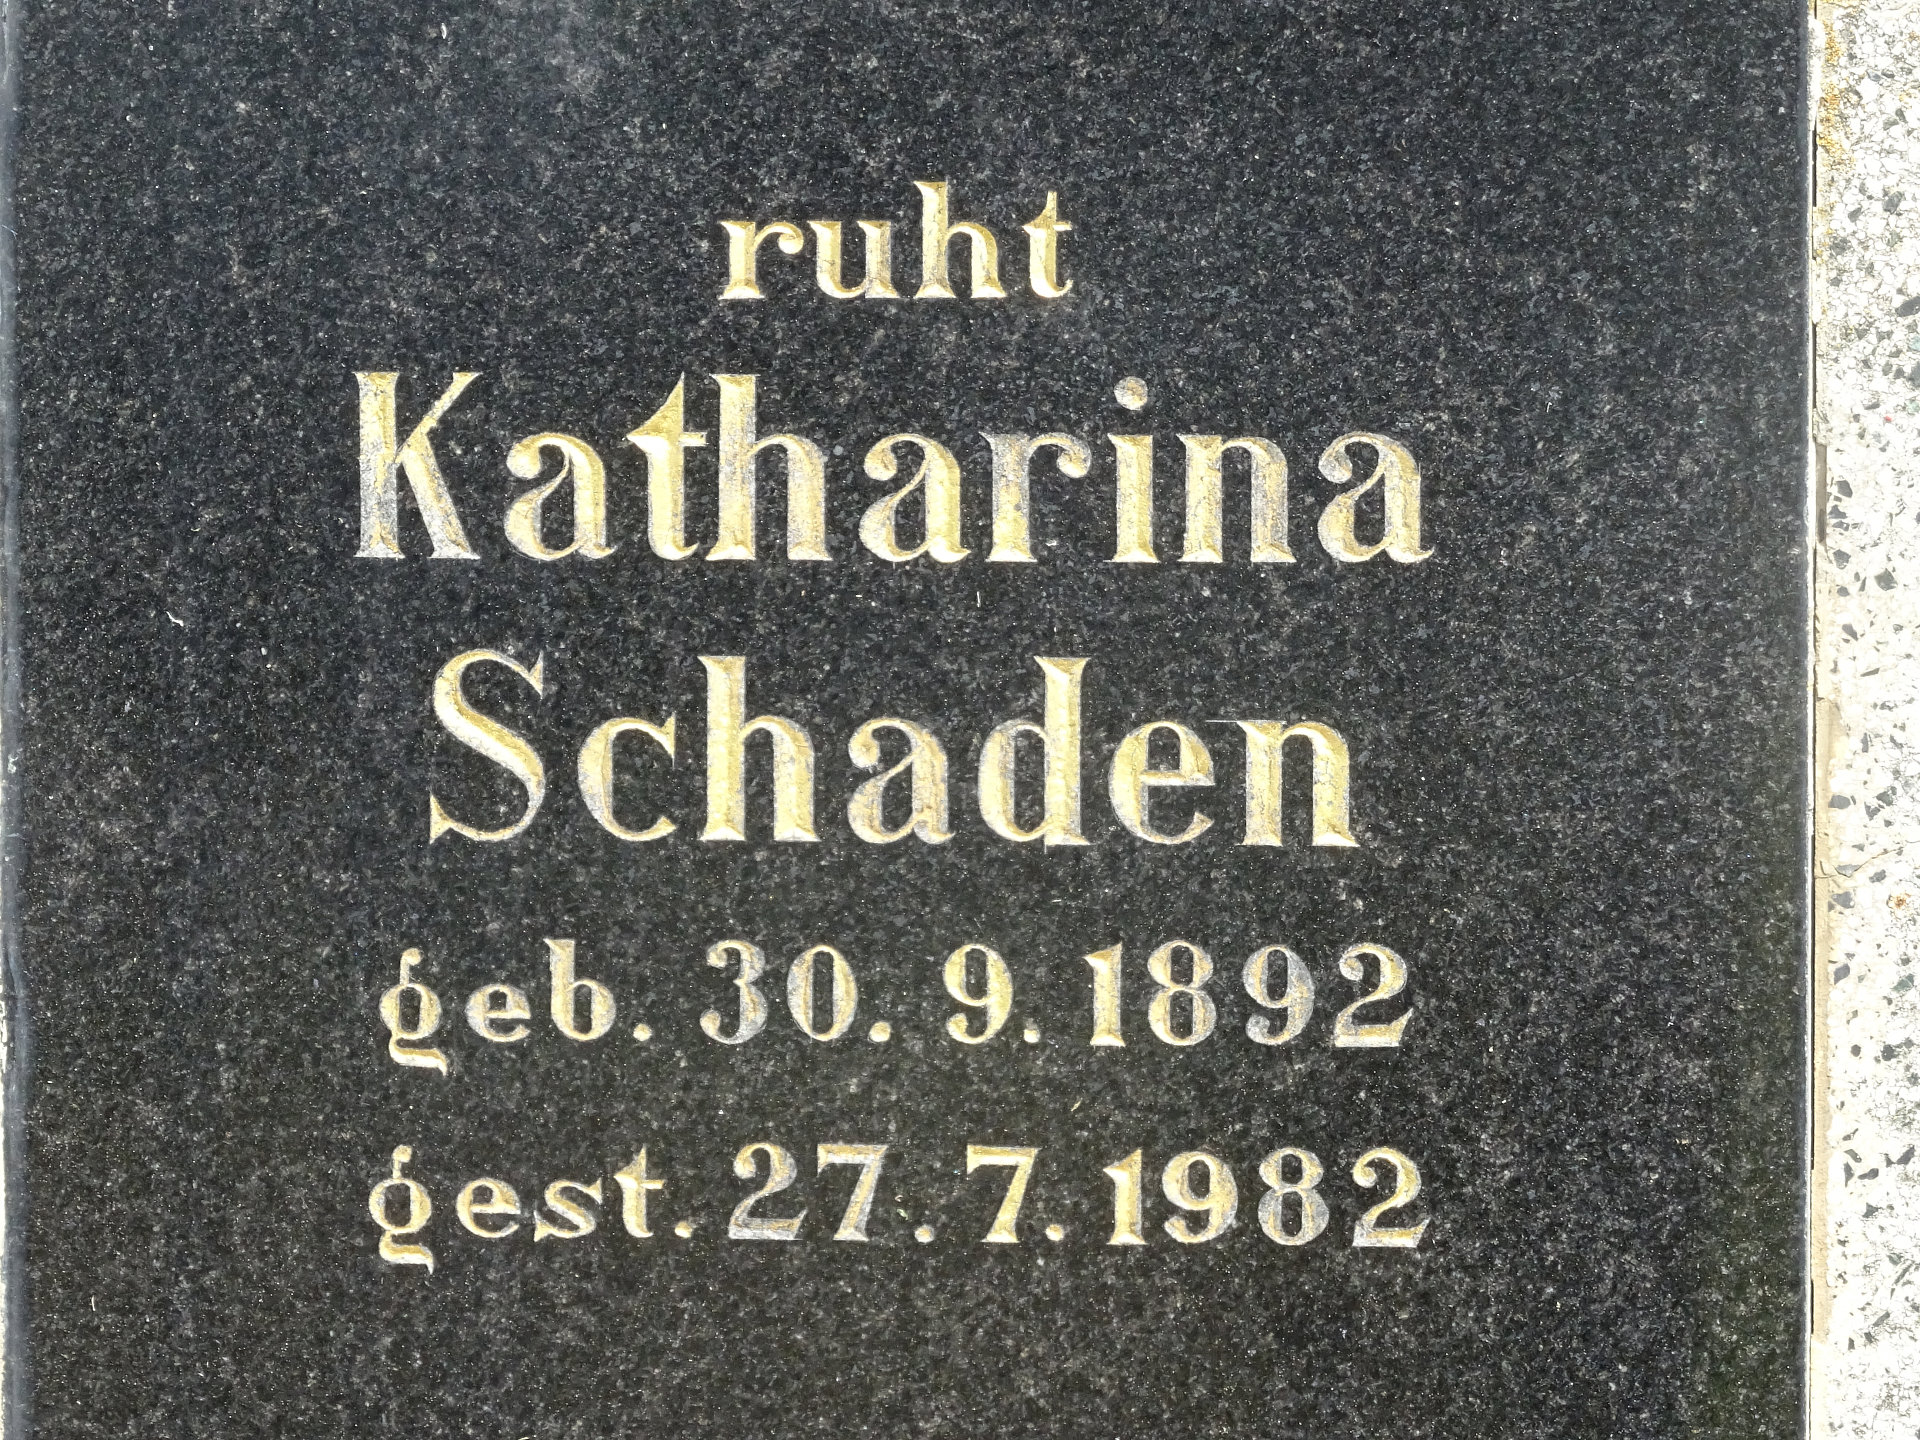 ruht
Katharina
Schaden
geb. 30. 9. 1892
gest. 27. 7. 1982